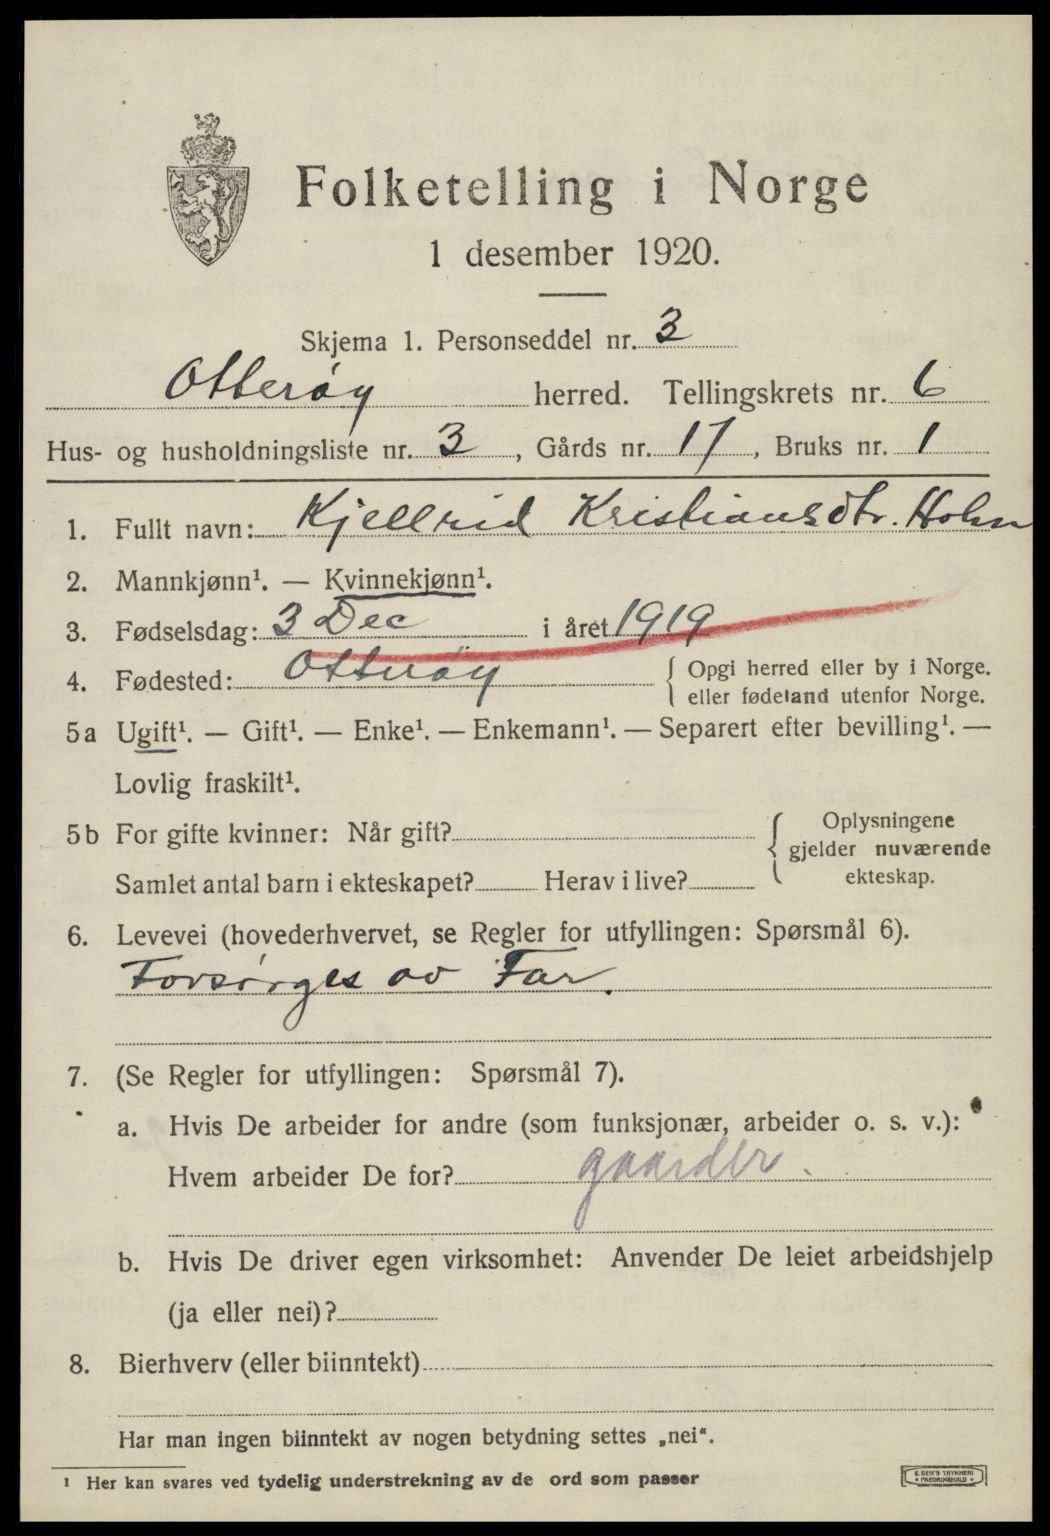 Folketelling i Norge
1 desember 1920.
Skjema 1. Personseddel nr. 3
Otterøy herred. Tellingskrets nr. 6
Hus- og husholdningsliste nr. 3, Gårds nr. 17, Bruks nr. 1
1. Fullt navn: Kjellrid Kristiansdtr. Holm
2. Mannkjønn¹. — Kvinnekjønn¹.
3. Fødselsdag: 3 Dec i året 1919
4. Fødested: Otterøy { Opgi herred eller by i Norge.
eller fødeland utenfor Norge.
5a Ugift¹. — Gift¹. — Enke¹. — Enkemann¹. — Separert efter bevilling¹. —
Lovlig fraskilt¹.
5b For gifte kvinner: Når gift? { Oplysningene
gjelder nuværende
Samlet antal barn i ekteskapet? Herav i live? ekteskap.
6. Levevei (hovederhvervet, se Regler for utfyllingen: Spørsmål 6).
Forsørges av Far.
7. (Se Regler for utfyllingen: Spørsmål 7).
a. Hvis De arbeider for andre (som funksjonær, arbeider o. s. v.):
Hvem arbeider De for? gaardbr.
b. Hvis De driver egen virksomhet: Anvender De leiet arbeidshjelp
(ja eller nei)?
8. Bierhverv (eller biinntekt)
Har man ingen biinntekt av nogen betydning settes „nei“.
¹ Her kan svares ved tydelig understrekning av de ord som passer
E. SEM'S TRYKKERI
FREDRIKSHALD